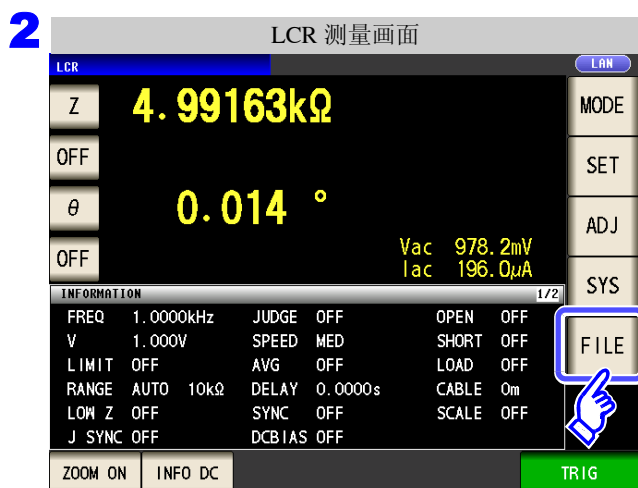 2
LCR 测量画面
LCR
LAN
Z 4.99163kΩ
OFF
θ 0.014 °
OFF
Vac 978.2mV
Iac 196.0µA
MODE
SET
ADJ
SYS
FILE
INFORMATION 1/2
FREQ 1.0000kHz JUDGE OFF OPEN OFF
V 1.000V SPEED MED SHORT OFF
LIMIT OFF AVG OFF LOAD OFF
RANGE AUTO 10kΩ DELAY 0.0000s CABLE 0m
LOW Z OFF SYNC OFF SCALE OFF
J SYNC OFF DCBIAS OFF
ZOOM ON INFO DC TRIG